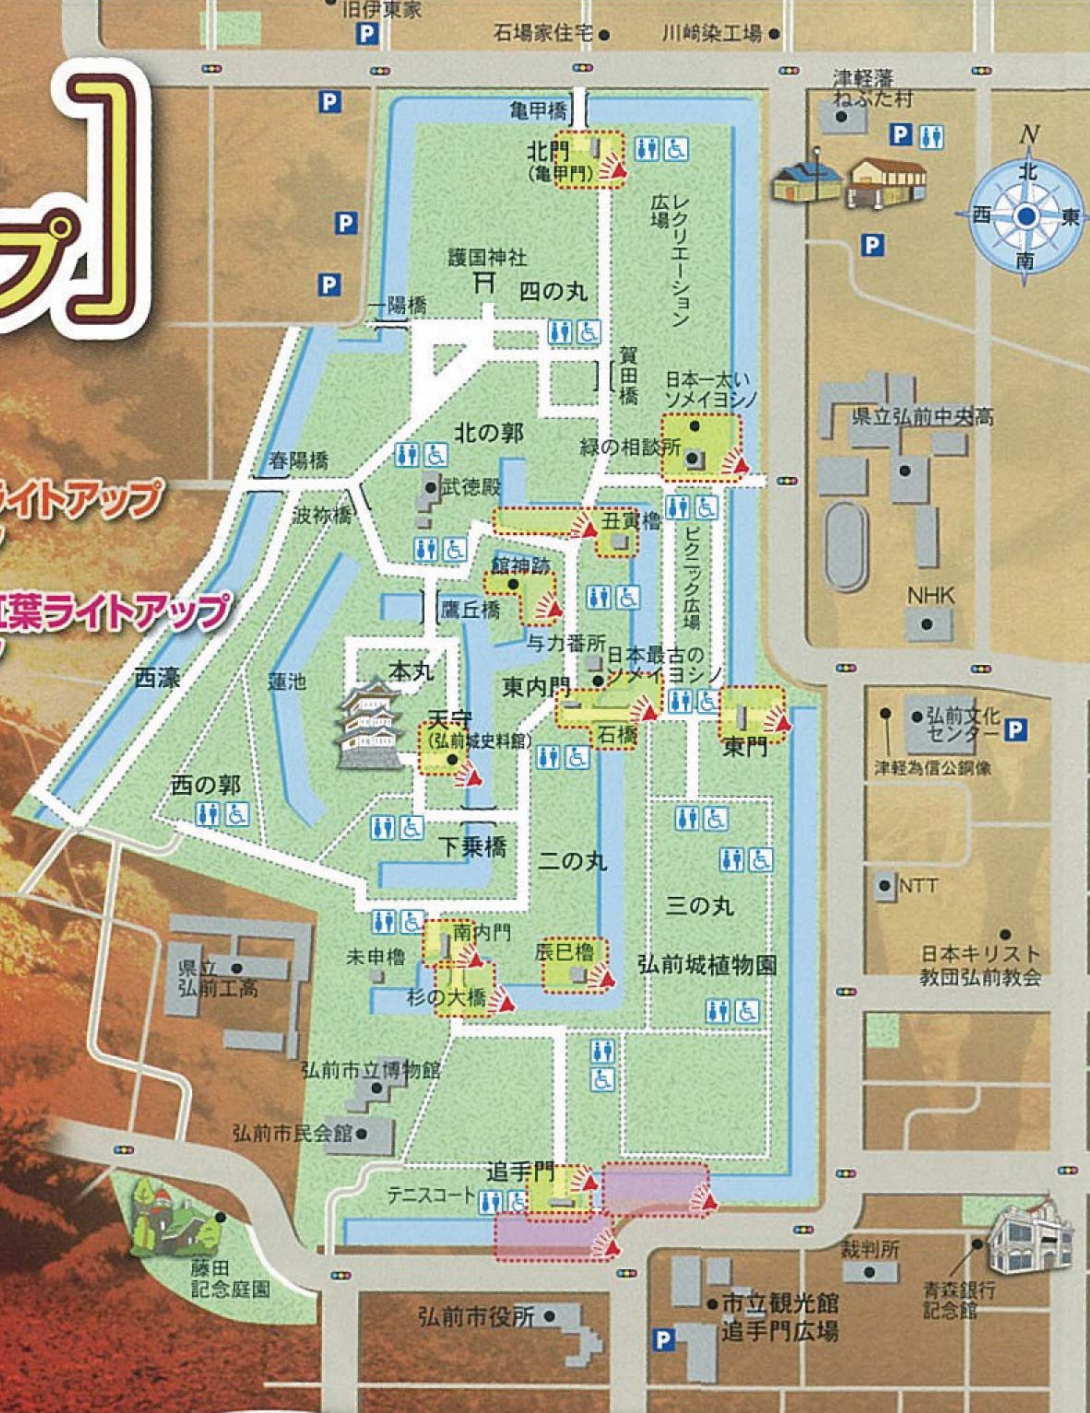 旧伊東家
P
石場家住宅
川﨑染工場
津軽藩
ねぷた村
P
P
亀甲橋
北門
(亀甲門)
N
北
西
東
南
P
P
P
プ]
レクリエーション
広場
護国神社
四の丸
一陽橋
賀田橋
日本一太い
ソメイヨシノ
県立弘前中央高
北の郭
緑の相談所
春陽橋
武徳殿
波祢橋
丑寅櫓
ライトアップ
ピクニック広場
館神跡
NHK
鷹丘橋
紅葉ライトアップ
与力番所
日本最古の
ソメイヨシノ
西濠
蓮池
本丸
東内門
天守
(弘前城史料館)
石橋
東門
弘前文化
センター
P
津軽為信公銅像
西の郭
下乗橋
二の丸
NTT
三の丸
南内門
未申櫓
辰巳櫓
日本キリスト
教団弘前教会
県立
弘前工高
弘前城植物園
杉の大橋
弘前市立博物館
弘前市民会館
追手門
テニスコート
裁判所
藤田
記念庭園
青森銀行
記念館
弘前市役所
市立観光館
追手門広場
P